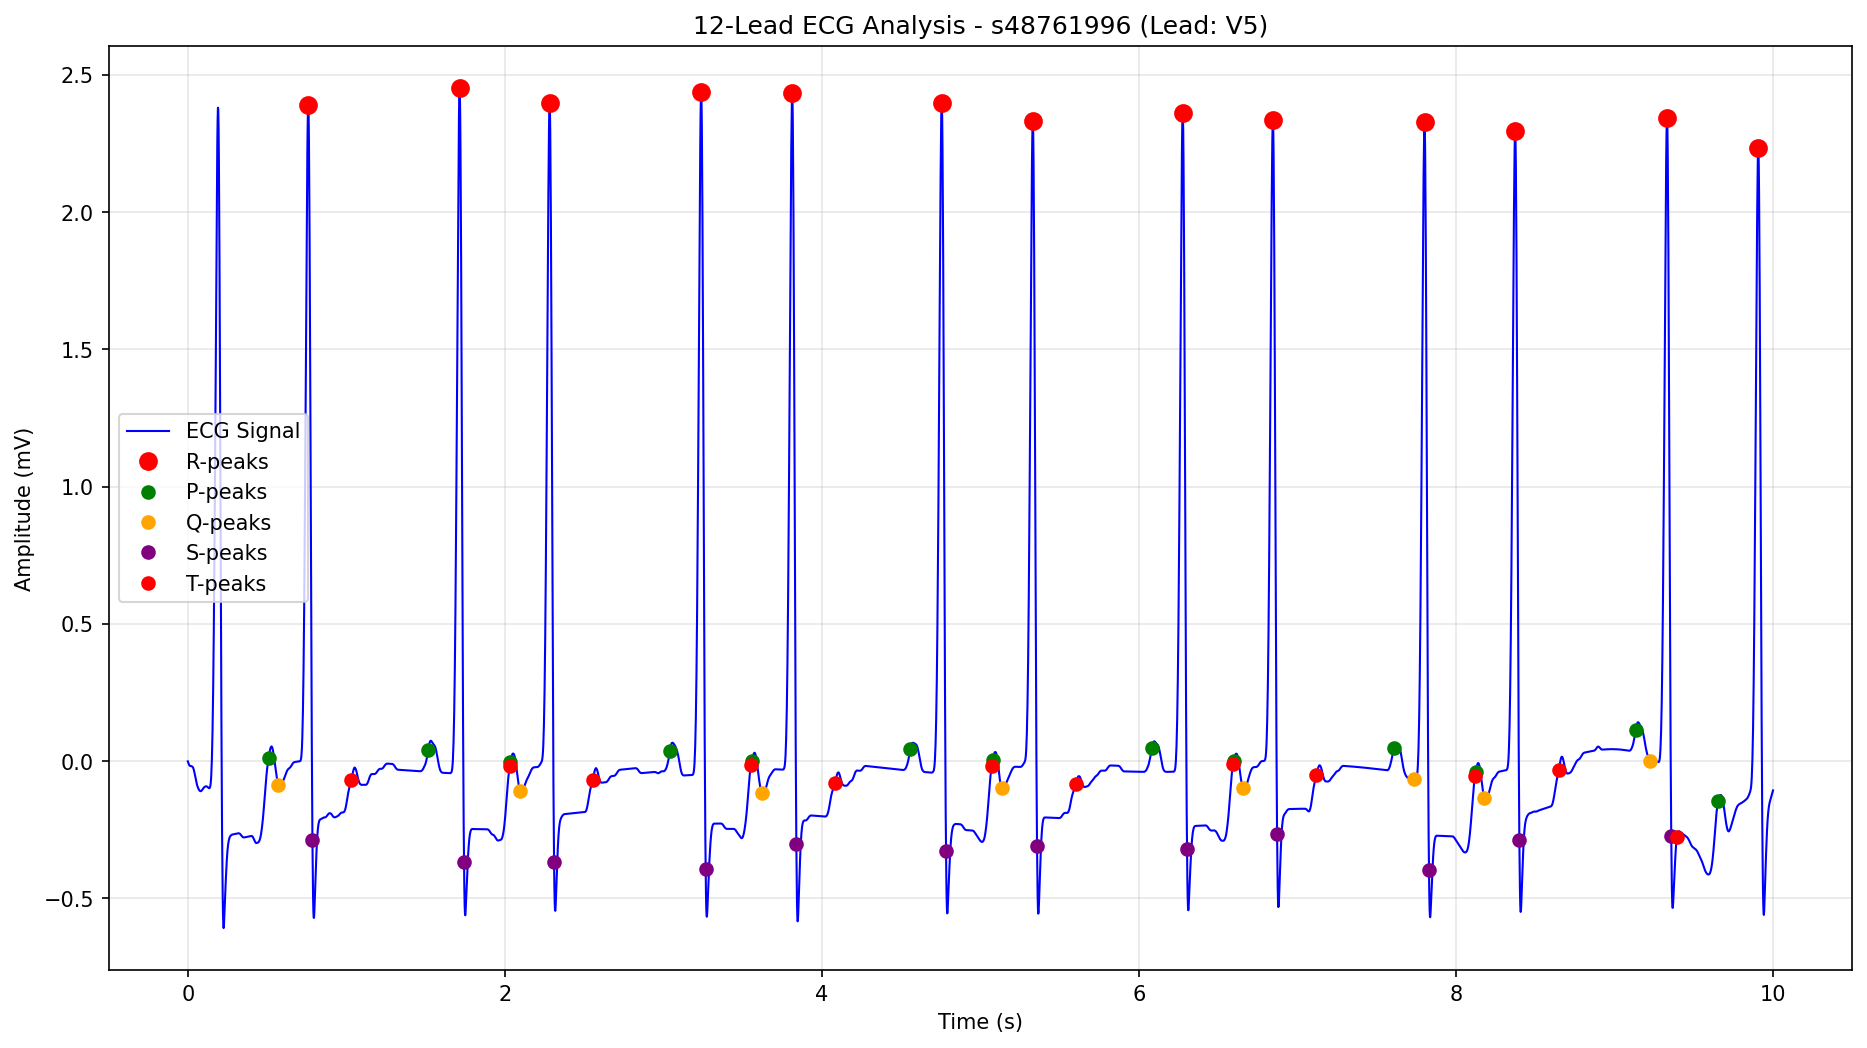 12-Lead ECG Analysis - s48761996 (Lead: V5)
Amplitude (mV)
2.5
2.0
1.5
1.0
0.5
0.0
−0.5
ECG Signal
R-peaks
P-peaks
Q-peaks
S-peaks
T-peaks
0 2 4 6 8 10
Time (s)